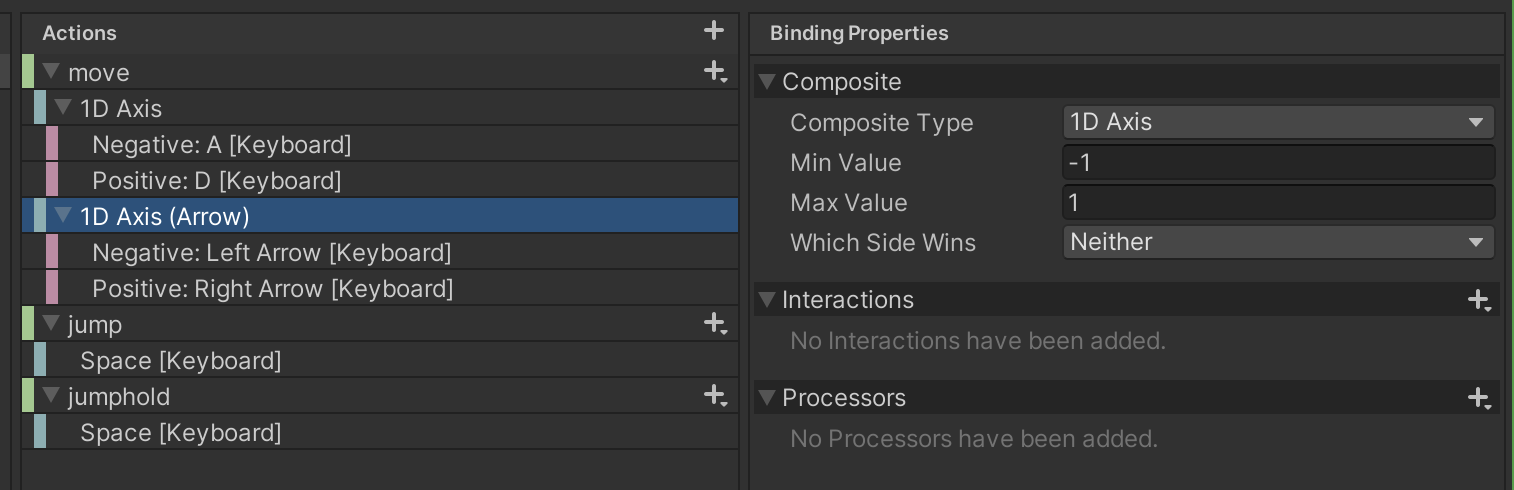 Actions
move
1D Axis
Negative: A [Keyboard]
Positive: D [Keyboard]
1D Axis (Arrow)
Negative: Left Arrow [Keyboard]
Positive: Right Arrow [Keyboard]
jump
Space [Keyboard]
jumphold
Space [Keyboard]
Binding Properties
Composite
Composite Type 1D Axis
Min Value -1
Max Value 1
Which Side Wins Neither
Interactions
No Interactions have been added.
Processors
No Processors have been added.